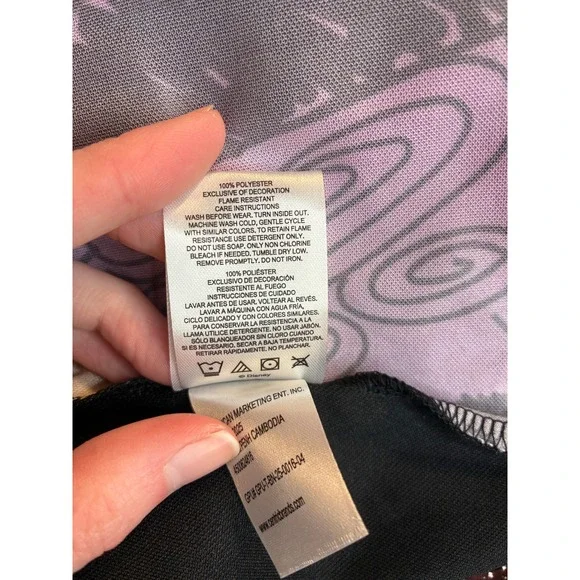 100% POLYESTER
EXCLUSIVE OF DECORATION
FLAME RESISTANT
CARE INSTRUCTIONS
WASH BEFORE WEAR. TURN INSIDE OUT.
MACHINE WASH COLD, GENTLE CYCLE
WITH SIMILAR COLORS. TO RETAIN FLAME
RESISTANCE USE DETERGENT ONLY.
DO NOT USE SOAP. ONLY NON CHLORINE
BLEACH IF NEEDED. TUMBLE DRY LOW.
REMOVE PROMPTLY. DO NOT IRON.
100% POLIÉSTER
EXCLUSIVO DE DECORACIÓN
RESISTENTE AL FUEGO
INSTRUCCIONES DE CUIDADO
LAVAR ANTES DE USAR. VOLTEAR AL REVÉS.
LAVAR A MÁQUINA CON AGUA FRÍA,
CICLO DELICADO Y CON COLORES SIMILARES.
PARA CONSERVAR LA RESISTANCIA A LA
LLAMA UTILICE DETERGENTE. NO USAR JABÓN.
SÓLO BLANQUEADOR SIN CLORO
SI ES NECESARIO. SECAR A BAJA TEMPERATURA.
RETIRAR RÁPIDAMENTE. NO PLANCHAR.
© Disney
MARKETING ENT. INC.
CAMBODIA